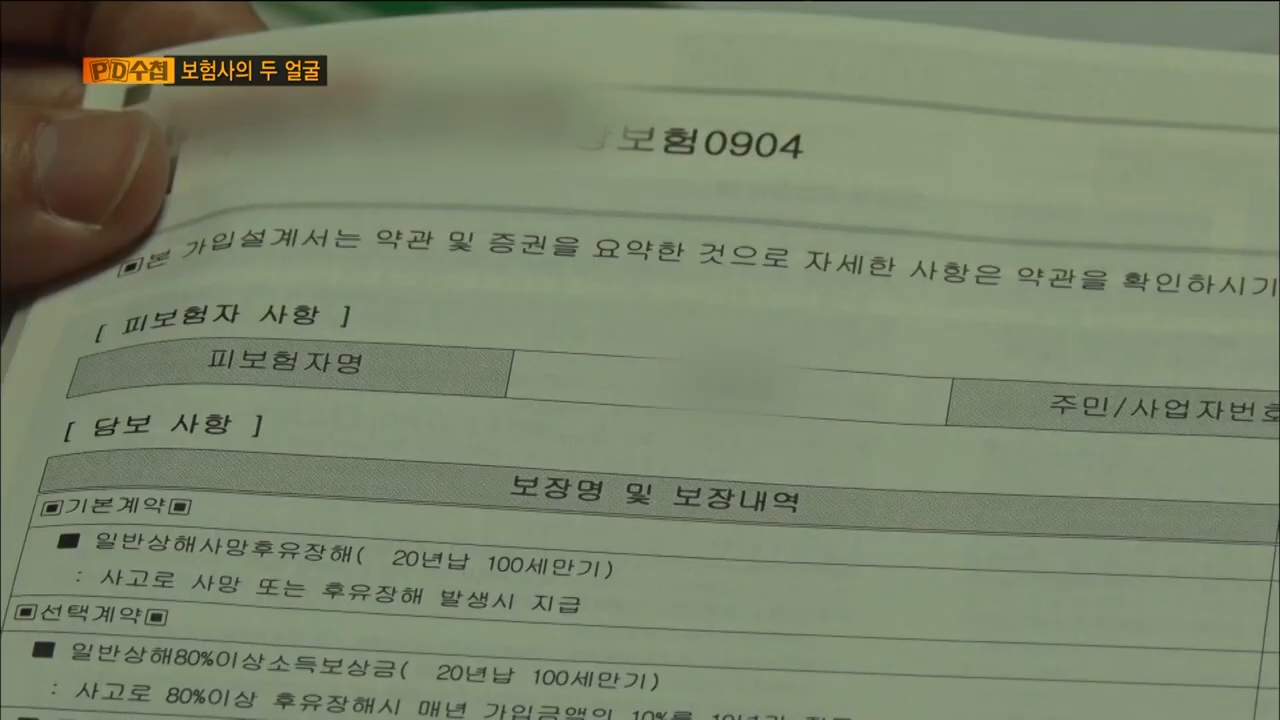 PD수첩 보험사의 두 얼굴
보험0904
▣본 가입설계서는 약관 및 증권을 요약한 것으로 자세한 사항은 약관을 확인하시기
[ 피보험자 사항 ]
피보험자명 주민/사업자번호
[ 담보 사항 ]
보장명 및 보장내역
▣기본계약▣
■ 일반상해사망후유장해( 20년납 100세만기)
: 사고로 사망 또는 후유장해 발생시 지급
▣선택계약▣
■ 일반상해80%이상소득보상금( 20년납 100세만기)
: 사고로 80%이상 후유장해시 매년 가입금액의 10%를 10년간